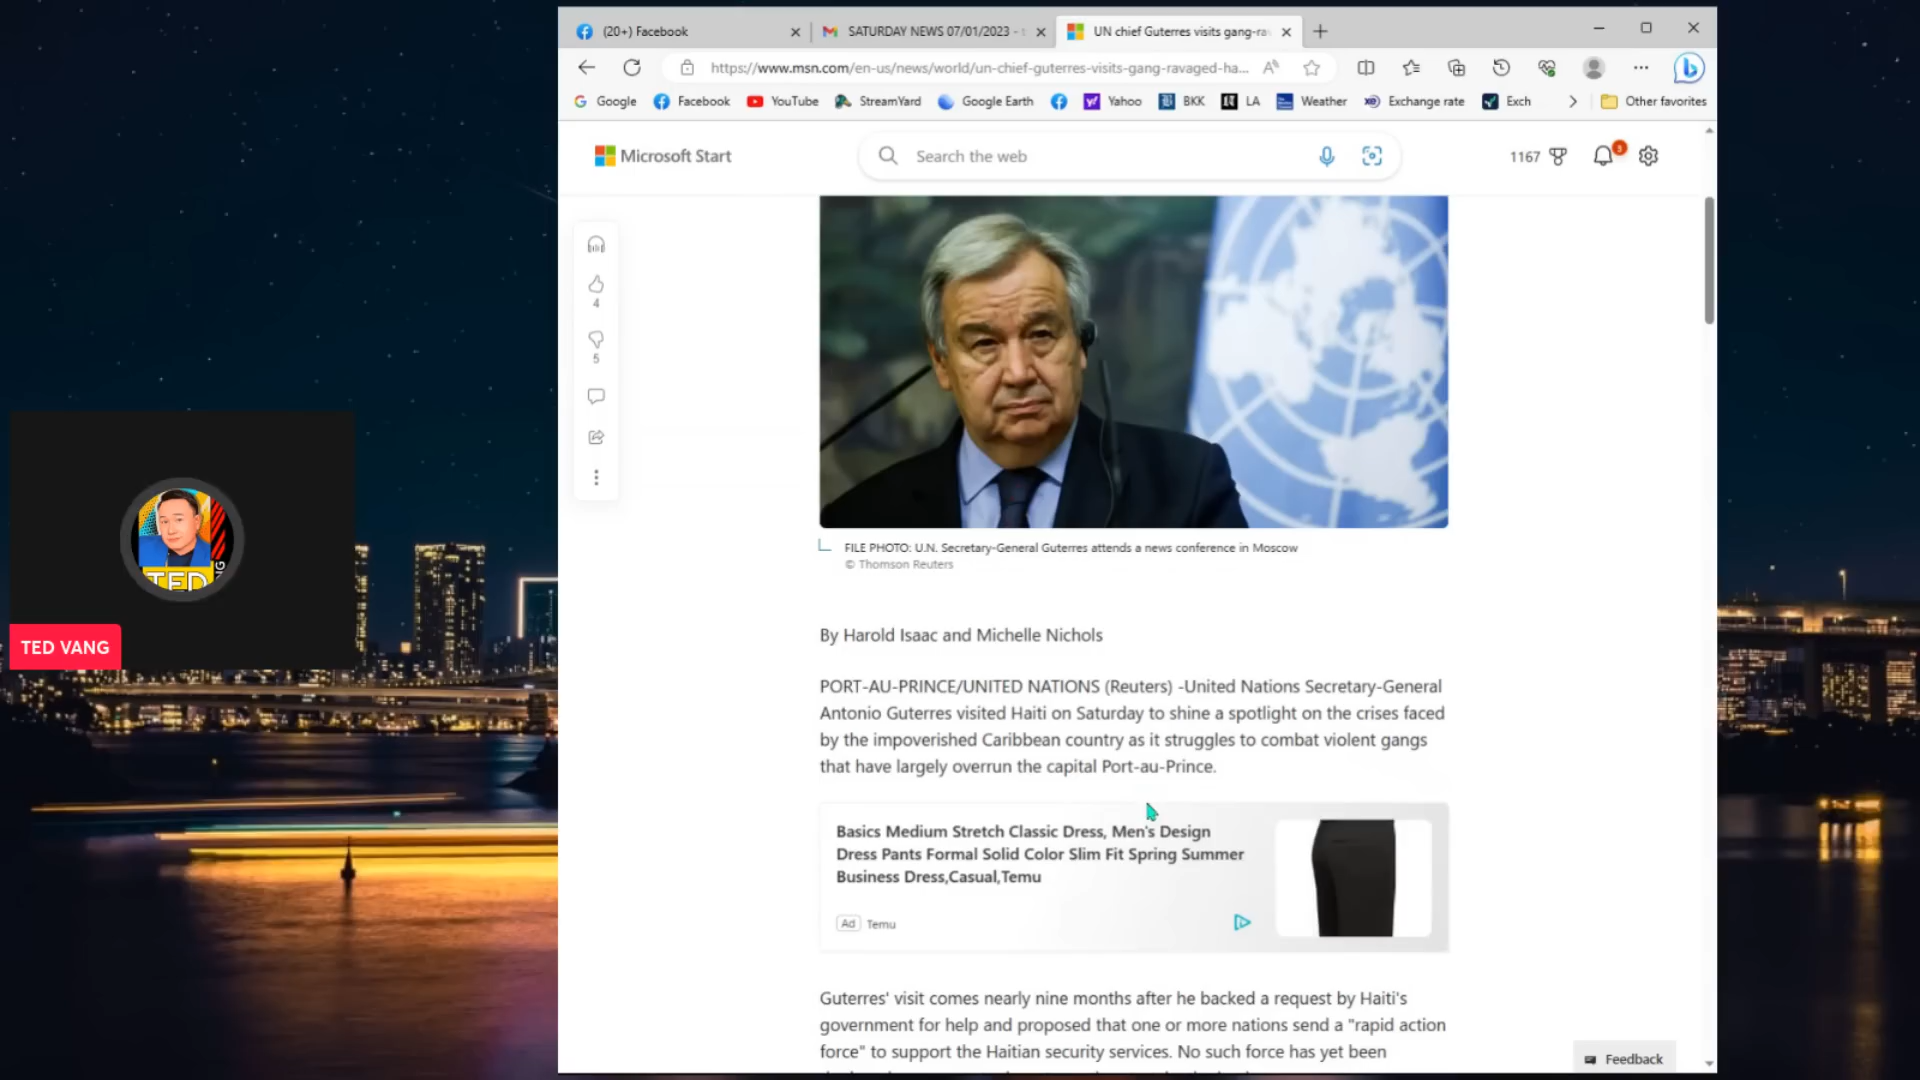 (20+) Facebook
SATURDAY NEWS 07/01/2023 -
UN chief Guterres visits gang-ra
https://www.msn.com/en-us/news/world/un-chief-guterres-visits-gang-ravaged-ha...
Google
Facebook
YouTube
StreamYard
Google Earth
Yahoo
BKK
LA
Weather
Exchange rate
Exch
Other favorites
Microsoft Start
Search the web
1167
3
4
5
FILE PHOTO: U.N. Secretary-General Guterres attends a news conference in Moscow
© Thomson Reuters
TED
TED VANG
By Harold Isaac and Michelle Nichols
PORT-AU-PRINCE/UNITED NATIONS (Reuters) -United Nations Secretary-General
Antonio Guterres visited Haiti on Saturday to shine a spotlight on the crises faced
by the impoverished Caribbean country as it struggles to combat violent gangs
that have largely overrun the capital Port-au-Prince.
Basics Medium Stretch Classic Dress, Men's Design
Dress Pants Formal Solid Color Slim Fit Spring Summer
Business Dress,Casual,Temu
Ad Temu
Guterres' visit comes nearly nine months after he backed a request by Haiti's
government for help and proposed that one or more nations send a "rapid action
force" to support the Haitian security services. No such force has yet been
Feedback